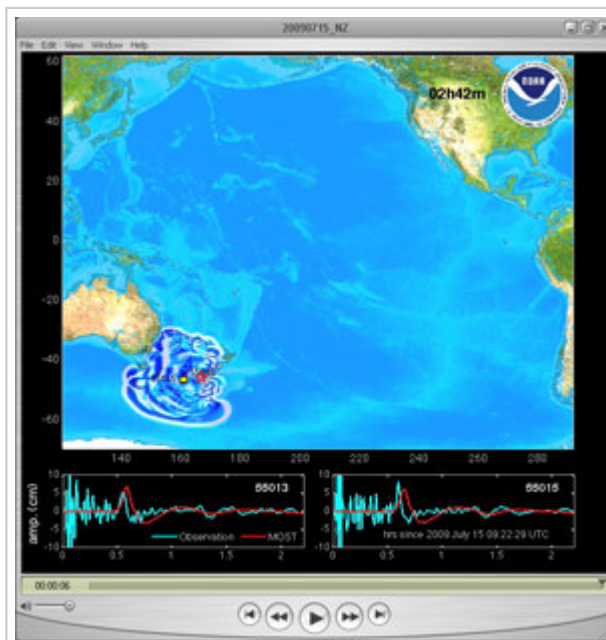 20090715_NZ
File Edit View Window Help
02h42m
NOAA
60
40
20
0
-20
-40
-60
140 160 180 200 220 240 260 280
amp. (cm)
10
5
0
-5
-10
55013
Observation MOST
0 0.5 1 1.5 2
10
5
0
-5
-10
55015
hrs since 2009 July 15 09:22:29 UTC
0 0.5 1 1.5 2
00:00:06